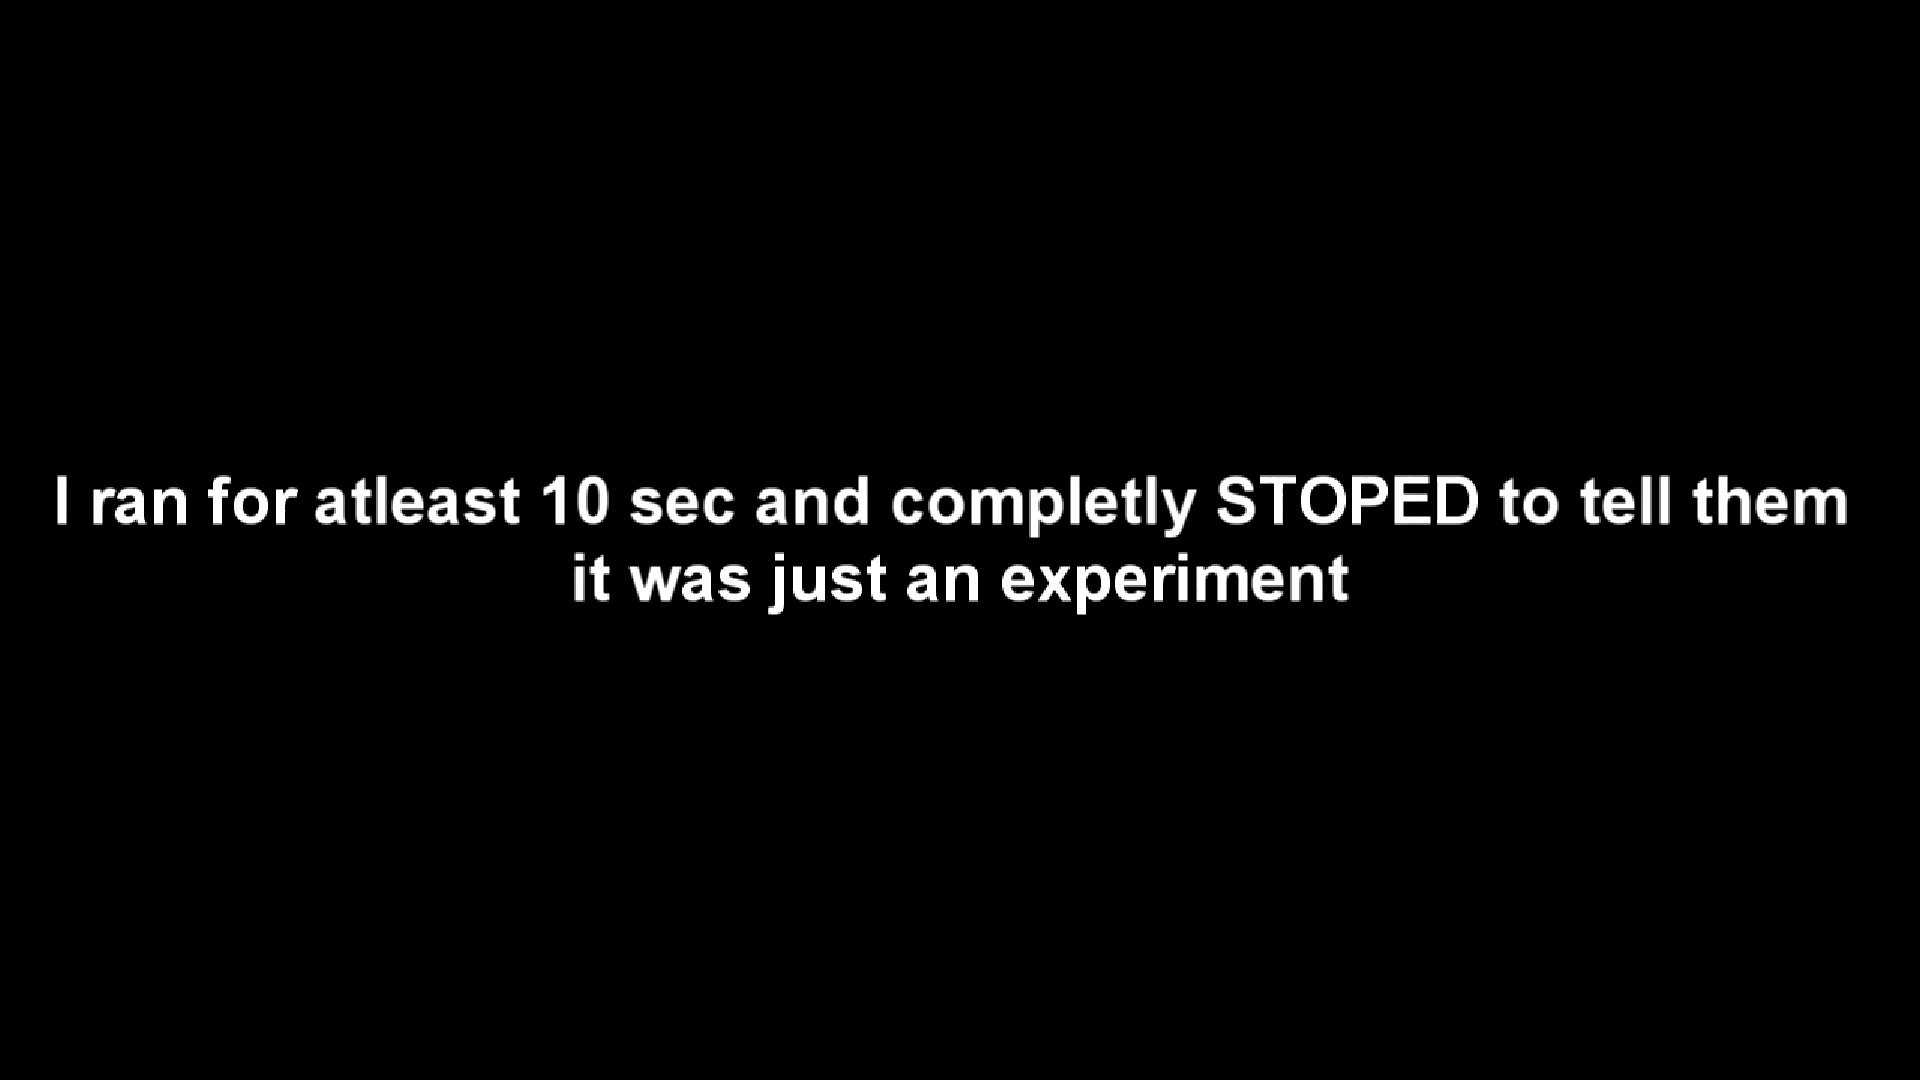 I ran for atleast 10 sec and completly STOPED to tell them
it was just an experiment